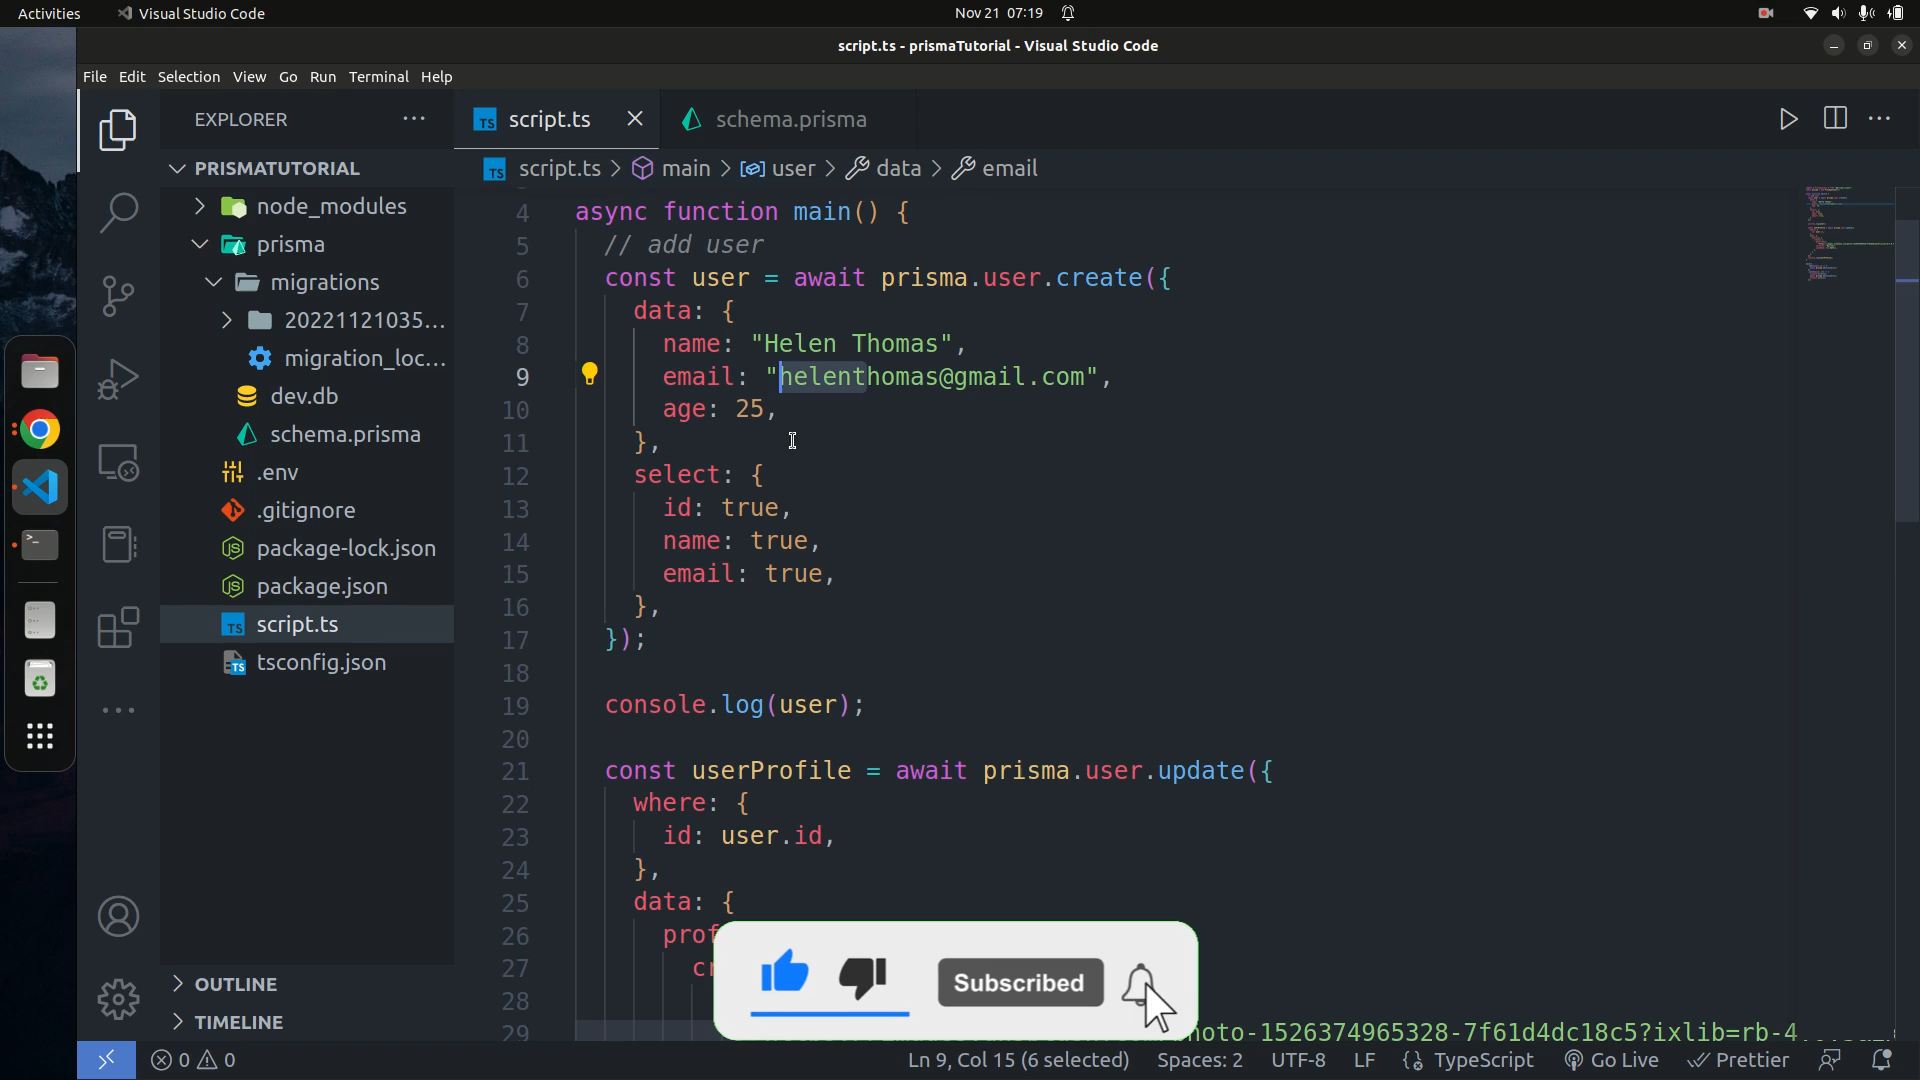 Activities
Visual Studio Code
Nov 21 07:19
script.ts - prismaTutorial - Visual Studio Code
File Edit Selection View Go Run Terminal Help
EXPLORER
script.ts
schema.prisma
PRISMATUTORIAL
script.ts > main > user > data > email
node_modules
prisma
migrations
20221121035...
migration_loc...
dev.db
schema.prisma
.env
.gitignore
package-lock.json
package.json
script.ts
tsconfig.json
OUTLINE
TIMELINE
4 async function main() {
5 // add user
6 const user = await prisma.user.create({
7 data: {
8 name: "Helen Thomas",
9 email: "helenthomas@gmail.com",
10 age: 25,
11 },
12 select: {
13 id: true,
14 name: true,
15 email: true,
16 },
17 });
18
19 console.log(user);
20
21 const userProfile = await prisma.user.update({
22 where: {
23 id: user.id,
24 },
25 data: {
26 prof
27 cr
28
29 hoto-1526374965328-7f61d4dc18c5?ixlib=rb-4.
Subscribed
0 0
Ln 9, Col 15 (6 selected)
Spaces: 2
UTF-8
LF
TypeScript
Go Live
Prettier